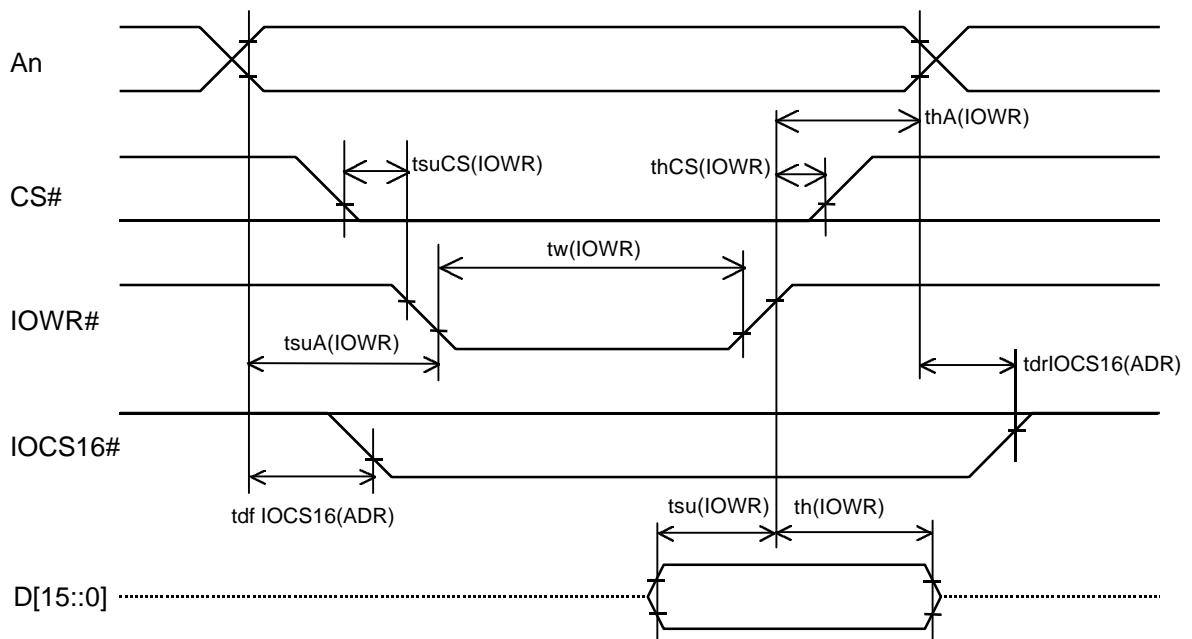 An
thA(IOWR)
tsuCS(IOWR)
thCS(IOWR)
CS#
tw(IOWR)
IOWR#
tsuA(IOWR)
tdrIOCS16(ADR)
IOCS16#
tsu(IOWR)
th(IOWR)
tdf IOCS16(ADR)
D[15::0]